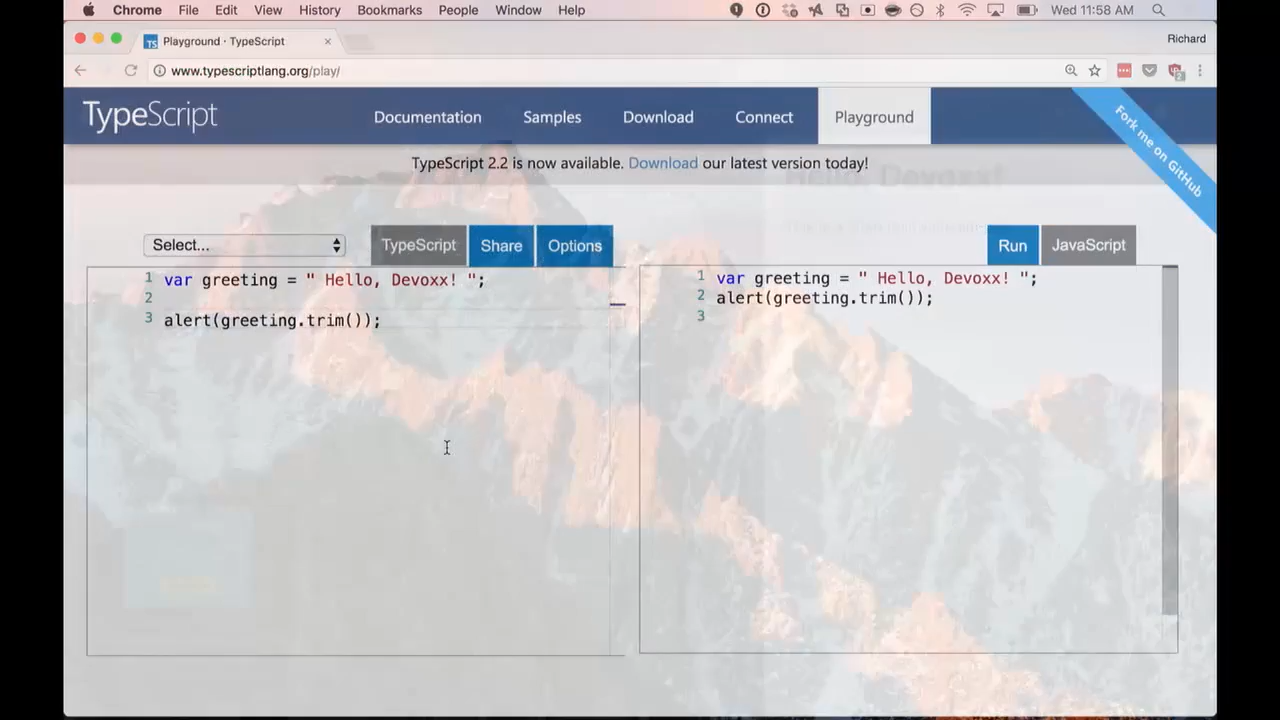 Chrome File Edit View History Bookmarks People Window Help Wed 11:58 AM
Playground · TypeScript × Richard
www.typescriptlang.org/play/
TypeScript Documentation Samples Download Connect Playground
Fork me on GitHub
TypeScript 2.2 is now available. Download our latest version today!
Hello, Devoxx!
Select... TypeScript Share Options Run JavaScript
1 var greeting = " Hello, Devoxx! ";
2
3 alert(greeting.trim());
1 var greeting = " Hello, Devoxx! ";
2 alert(greeting.trim());
3